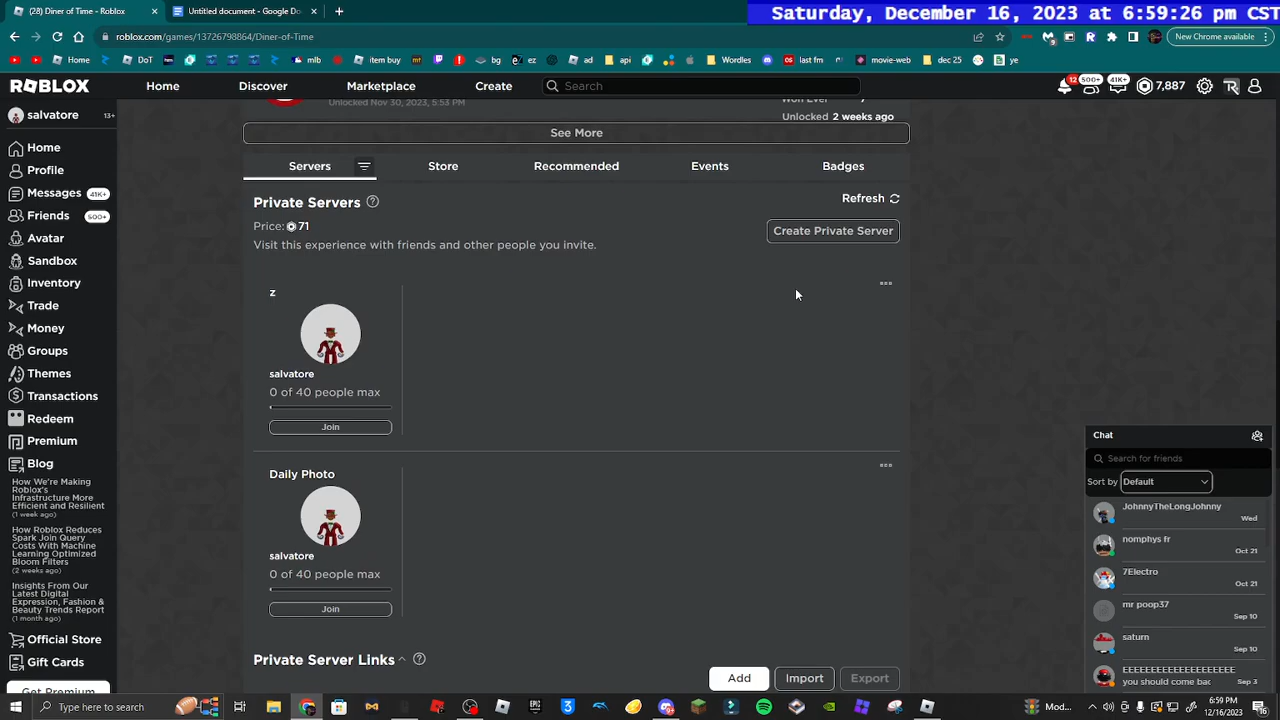 (28) Diner of Time - Roblox
Untitled document - Google Do
Saturday, December 16, 2023 at 6:59:26 pm CST
roblox.com/games/13726798864/Diner-of-Time
New Chrome available
Home
DoT
mlb
item buy
mt
bg
ez
ad
api
Wordles
last fm
movie-web
dec 25
ye
ROBLOX
Home
Discover
Marketplace
Create
Search
12
500+
41K+
7,887
salvatore
13+
Home
Profile
Messages
41K+
Friends
500+
Avatar
Sandbox
Inventory
Trade
Money
Groups
Themes
Transactions
Redeem
Premium
Blog
How We're Making
Roblox's
Infrastructure More
Efficient and Resilient
(1 week ago)
How Roblox Reduces
Spark Join Query
Costs With Machine
Learning Optimized
Bloom Filters
(2 weeks ago)
Insights From Our
Latest Digital
Expression, Fashion &
Beauty Trends Report
(1 month ago)
Official Store
Gift Cards
Get Premium
Unlocked Nov 30, 2023, 5:53 PM
Won Ever
Unlocked 2 weeks ago
See More
Servers
Store
Recommended
Events
Badges
Private Servers
Refresh
Price: 71
Create Private Server
Visit this experience with friends and other people you invite.
z
salvatore
0 of 40 people max
Join
Daily Photo
salvatore
0 of 40 people max
Join
Private Server Links
Add
Import
Export
Chat
Search for friends
Sort by
Default
JohnnyTheLongJohnny
Wed
nomphys fr
Oct 21
7Electro
Oct 21
mr poop37
Sep 10
saturn
Sep 10
you should come bac
Sep 3
Type here to search
Mod...
6:59 PM
12/16/2023